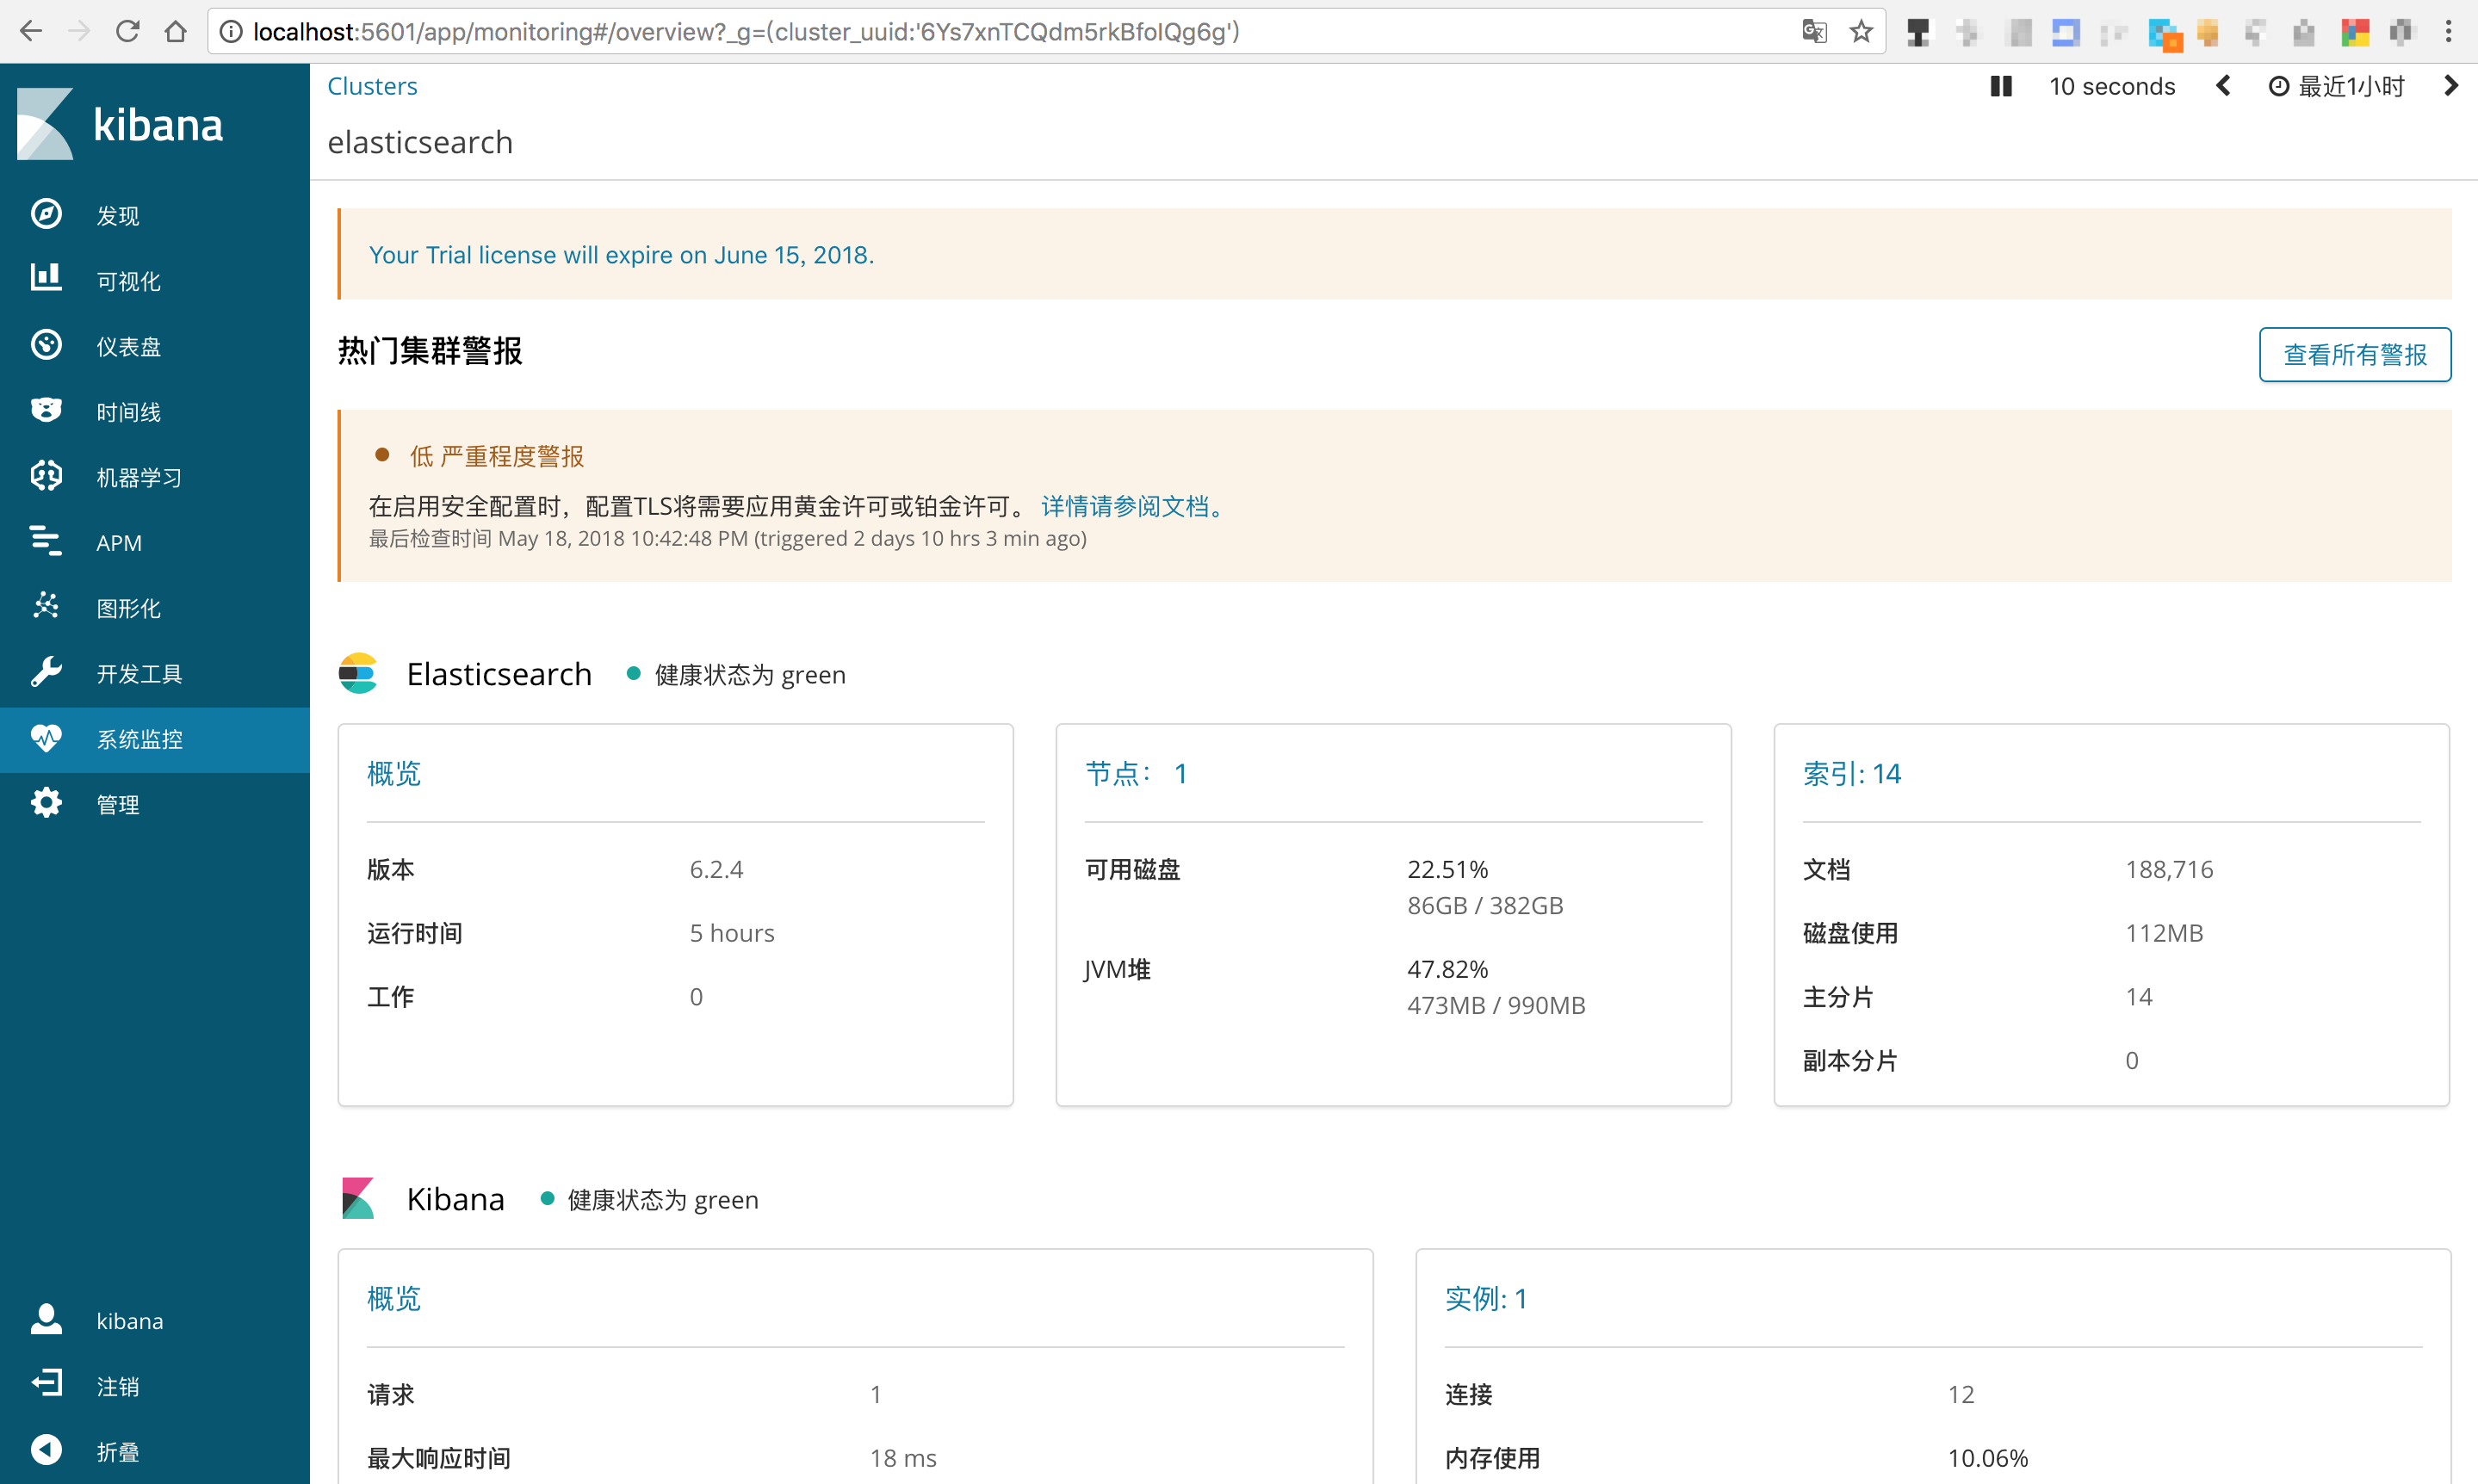 localhost:5601/app/monitoring#/overview?_g=(cluster_uuid:'6Ys7xnTCQdm5rkBfoIQg6g')
kibana
发现
可视化
仪表盘
时间线
机器学习
APM
图形化
开发工具
系统监控
管理
kibana
注销
折叠
Clusters
10 seconds
最近1小时
elasticsearch
Your Trial license will expire on June 15, 2018.
热门集群警报
查看所有警报
低 严重程度警报
在启用安全配置时，配置TLS将需要应用黄金许可或铂金许可。 详情请参阅文档。
最后检查时间 May 18, 2018 10:42:48 PM (triggered 2 days 10 hrs 3 min ago)
Elasticsearch 健康状态为 green
概览
版本 6.2.4
运行时间 5 hours
工作 0
节点： 1
可用磁盘 22.51%
86GB / 382GB
JVM堆 47.82%
473MB / 990MB
索引: 14
文档 188,716
磁盘使用 112MB
主分片 14
副本分片 0
Kibana 健康状态为 green
概览
请求 1
最大响应时间 18 ms
实例: 1
连接 12
内存使用 10.06%